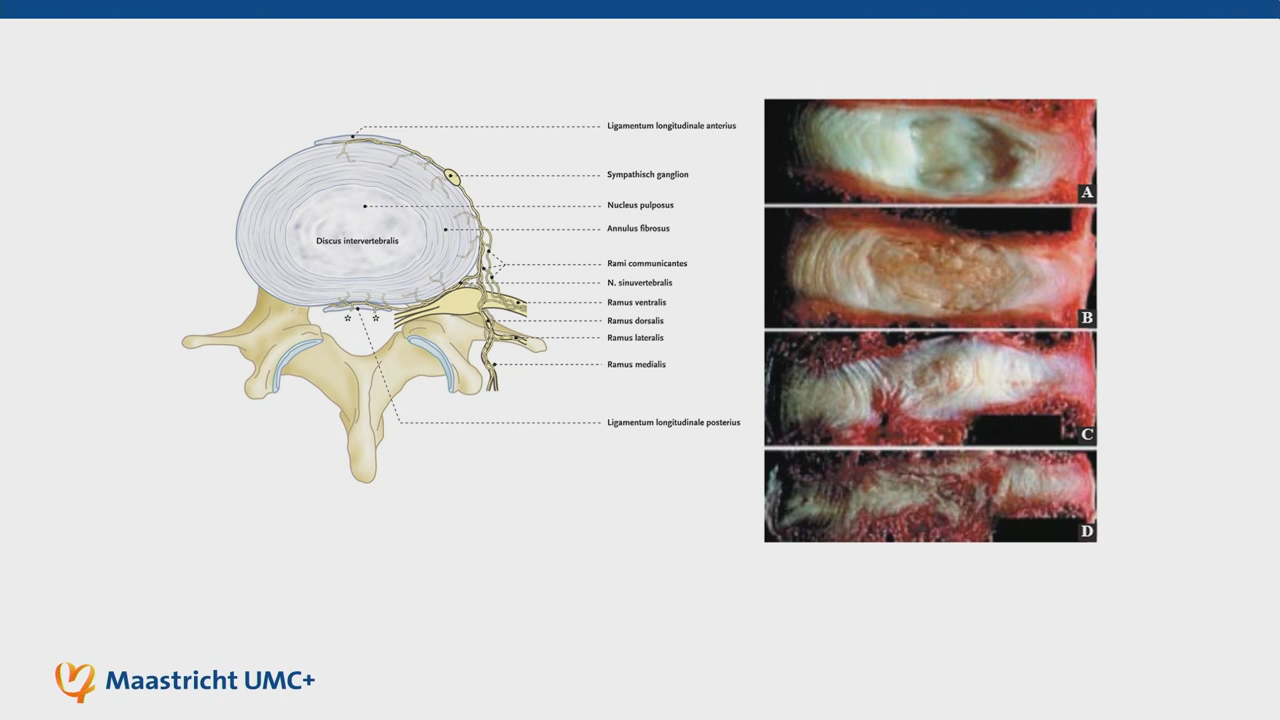 Ligamentum longitudinale anterius
Sympathisch ganglion
Nucleus pulposus
Annulus fibrosus
Discus intervertebralis
Rami communicantes
N. sinuvertebralis
Ramus ventralis
Ramus dorsalis
Ramus lateralis
Ramus medialis
Ligamentum longitudinale posterius
A
B
C
D
Maastricht UMC+